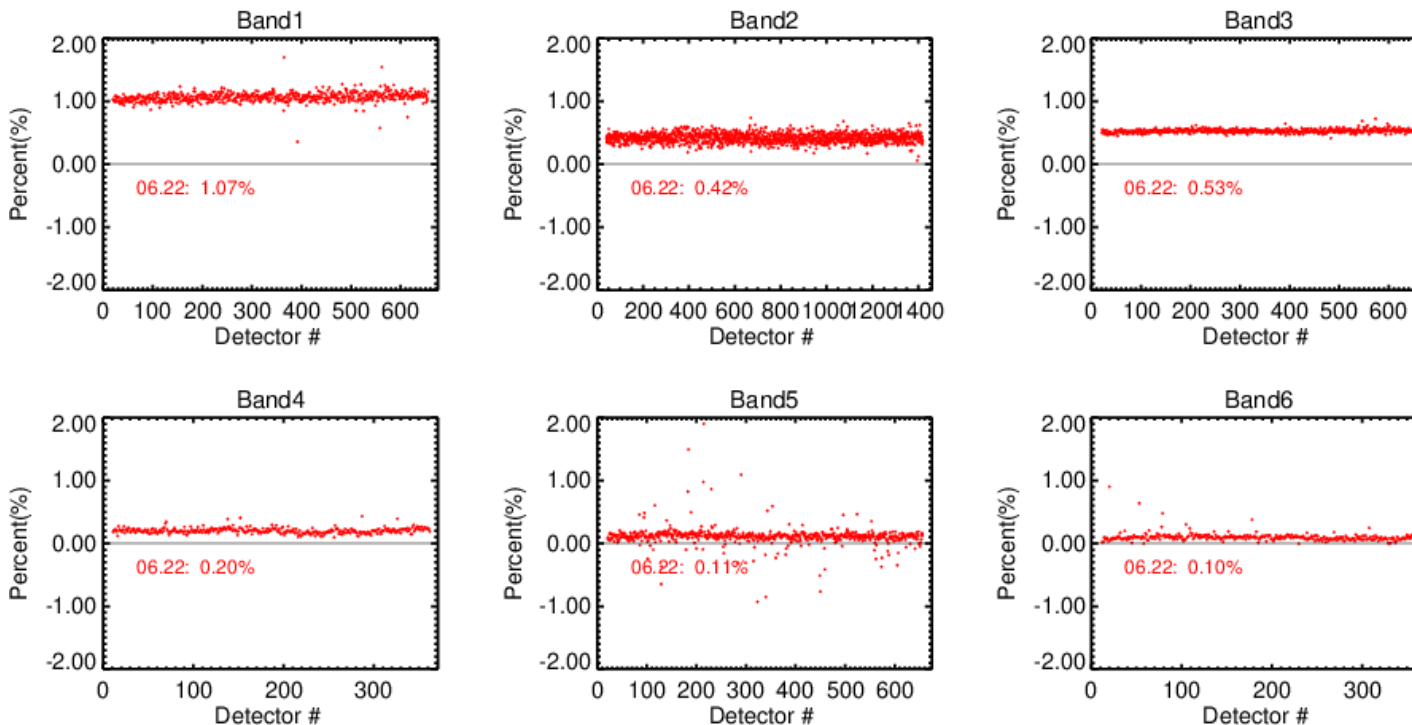 Band1
2.00
1.00
0.00
-1.00
-2.00
Percent(%)
06.22: 1.07%
0 100 200 300 400 500 600
Detector #
Band2
2.00
1.00
0.00
-1.00
-2.00
Percent(%)
06.22: 0.42%
0 200 400 600 800 1000 1200 1400
Detector #
Band3
2.00
1.00
0.00
-1.00
-2.00
Percent(%)
06.22: 0.53%
0 100 200 300 400 500 600
Detector #
Band4
2.00
1.00
0.00
-1.00
-2.00
Percent(%)
06.22: 0.20%
0 100 200 300
Detector #
Band5
2.00
1.00
0.00
-1.00
-2.00
Percent(%)
06.22: 0.11%
0 100 200 300 400 500 600
Detector #
Band6
2.00
1.00
0.00
-1.00
-2.00
Percent(%)
06.22: 0.10%
0 100 200 300
Detector #